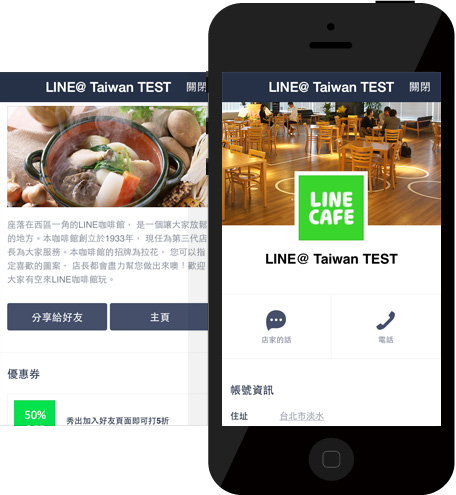 LINE@ Taiwan TEST 關閉
座落在西區一角的LINE咖啡館， 是一個讓大家放鬆
的地方。本咖啡館創立於1933年， 現任為第三代店
長為大家服務。本咖啡館的招牌為拉花， 您可以指
定喜歡的圖案， 店長都會盡力幫您做出來噢！歡迎
大家有空來LINE咖啡館玩。
分享給好友 主頁
優惠券
50%
秀出加入好友頁面即可打5折
LINE@ Taiwan TEST 關閉
LINE
CAFE
LINE@ Taiwan TEST
店家的話 電話
帳號資訊
住址 台北市淡水